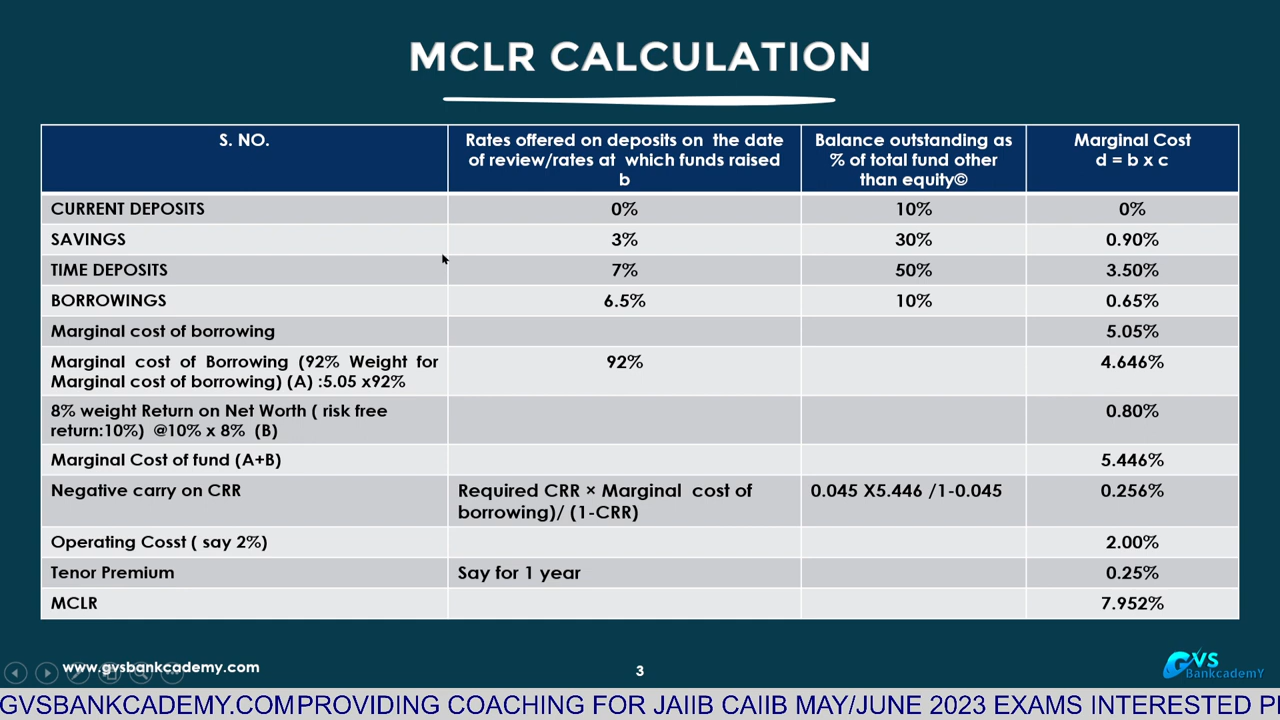 MCLR CALCULATION
S. NO.
Rates offered on deposits on the date
of review/rates at which funds raised
b
Balance outstanding as
% of total fund other
than equity©
Marginal Cost
d = b x c
CURRENT DEPOSITS 0% 10% 0%
SAVINGS 3% 30% 0.90%
TIME DEPOSITS 7% 50% 3.50%
BORROWINGS 6.5% 10% 0.65%
Marginal cost of borrowing 5.05%
Marginal cost of Borrowing (92% Weight for
Marginal cost of borrowing) (A) :5.05 x92%
92% 4.646%
8% weight Return on Net Worth ( risk free
return:10%) @10% x 8% (B)
0.80%
Marginal Cost of fund (A+B) 5.446%
Negative carry on CRR
Required CRR × Marginal cost of
borrowing)/ (1-CRR)
0.045 X5.446 /1-0.045 0.256%
Operating Cosst ( say 2%) 2.00%
Tenor Premium Say for 1 year 0.25%
MCLR 7.952%
www.gvsbankcademy.com
3
GVS
BankcademY
GVSBANKCADEMY.COMPROVIDING COACHING FOR JAIIB CAIIB MAY/JUNE 2023 EXAMS INTERESTED